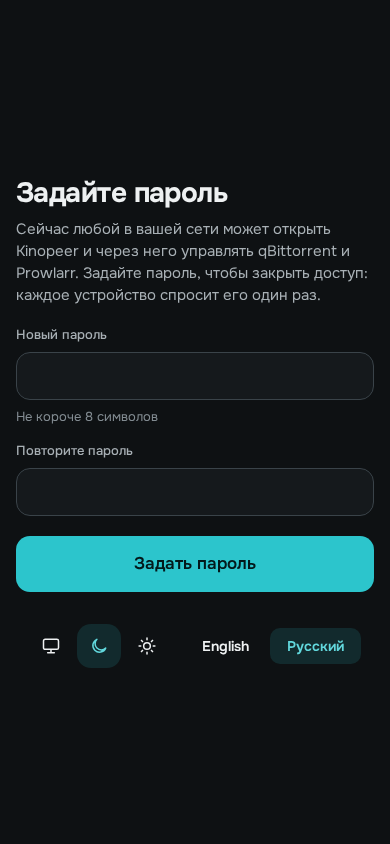 Задайте пароль
Сейчас любой в вашей сети может открыть
Kinopeer и через него управлять qBittorrent и
Prowlarr. Задайте пароль, чтобы закрыть доступ:
каждое устройство спросит его один раз.
Новый пароль
Не короче 8 символов
Повторите пароль
Задать пароль
English Русский